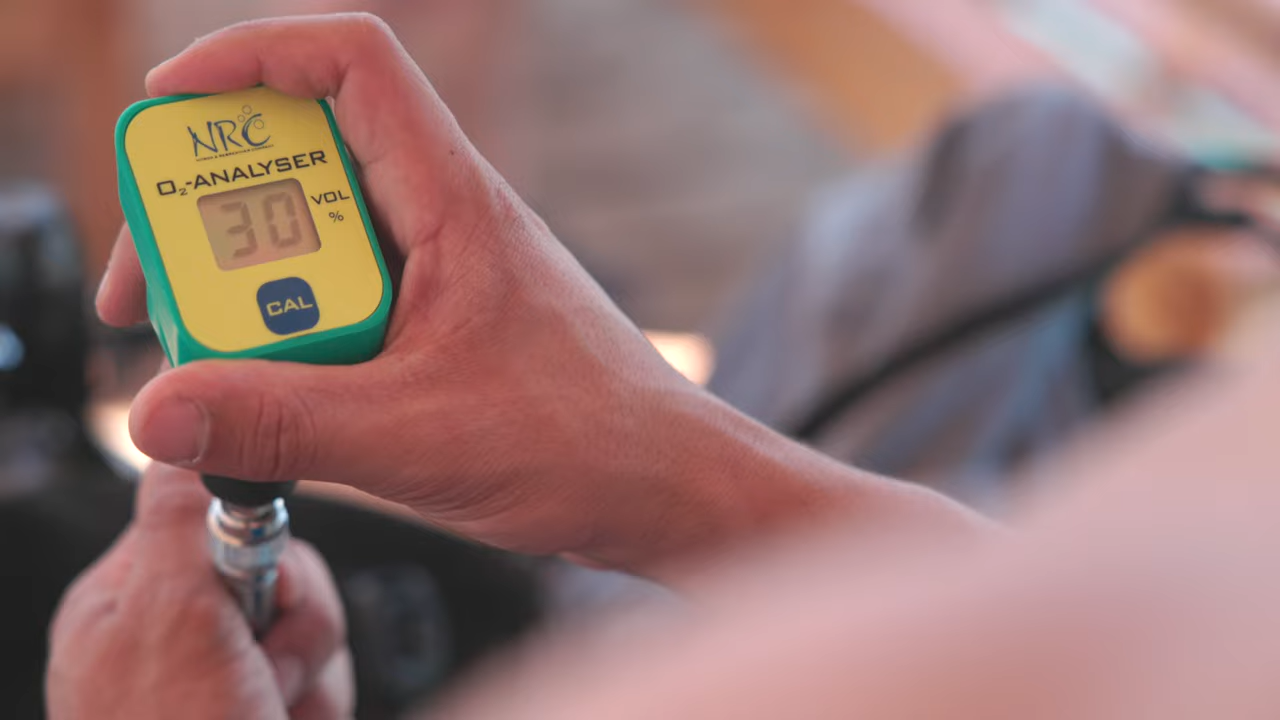 NRC
O₂-ANALYSER
30
VOL
%
CAL